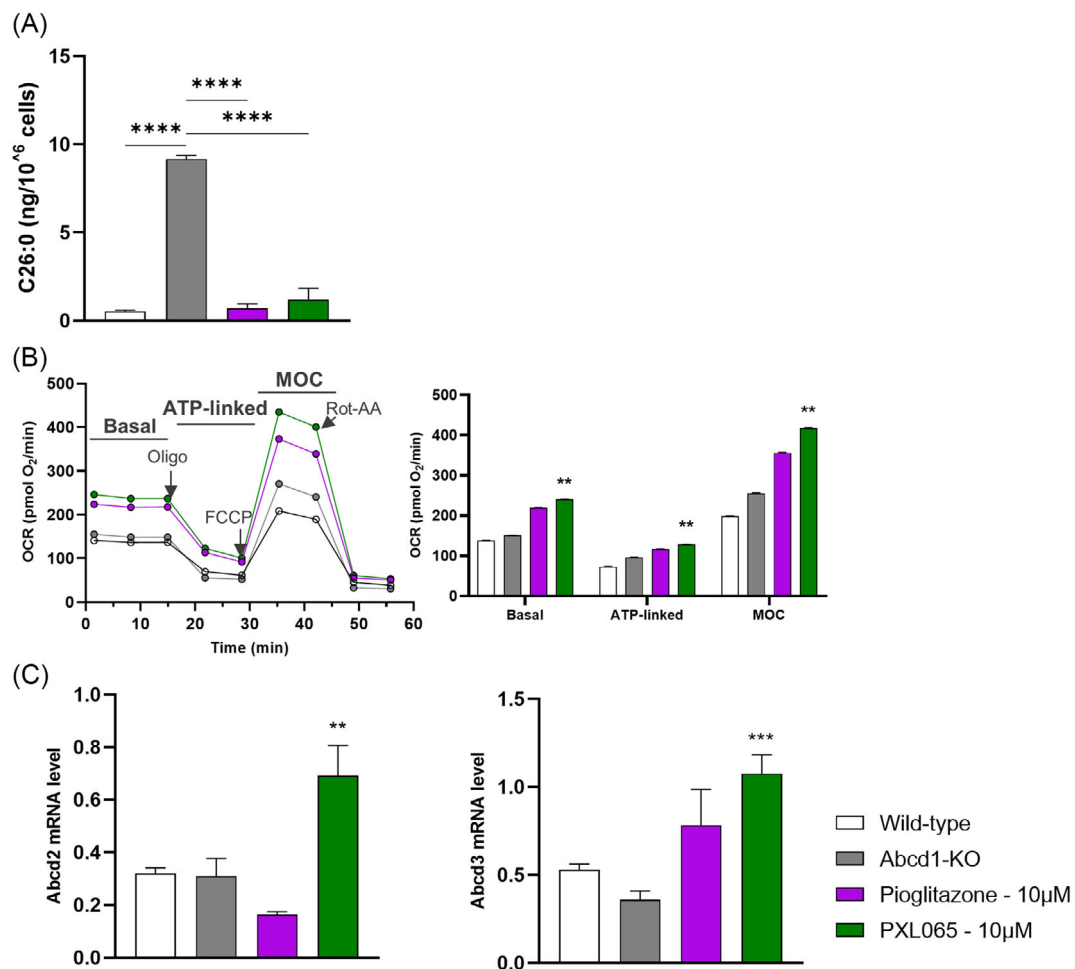 (A)
15
10
5
0
C26:0 (ng/10^6 cells)
****
****
****
(B)
500
400
300
200
100
0
OCR (pmol O2/min)
MOC
ATP-linked
Rot-AA
Basal
Oligo
FCCP
0 10 20 30 40 50 60
Time (min)
500
400
300
200
100
0
OCR (pmol O2/min)
**
**
**
Basal ATP-linked MOC
(C)
1.0
0.8
0.6
0.4
0.2
0.0
Abcd2 mRNA level
**
1.5
1.0
0.5
0.0
Abcd3 mRNA level
***
Wild-type
Abcd1-KO
Pioglitazone - 10µM
PXL065 - 10µM